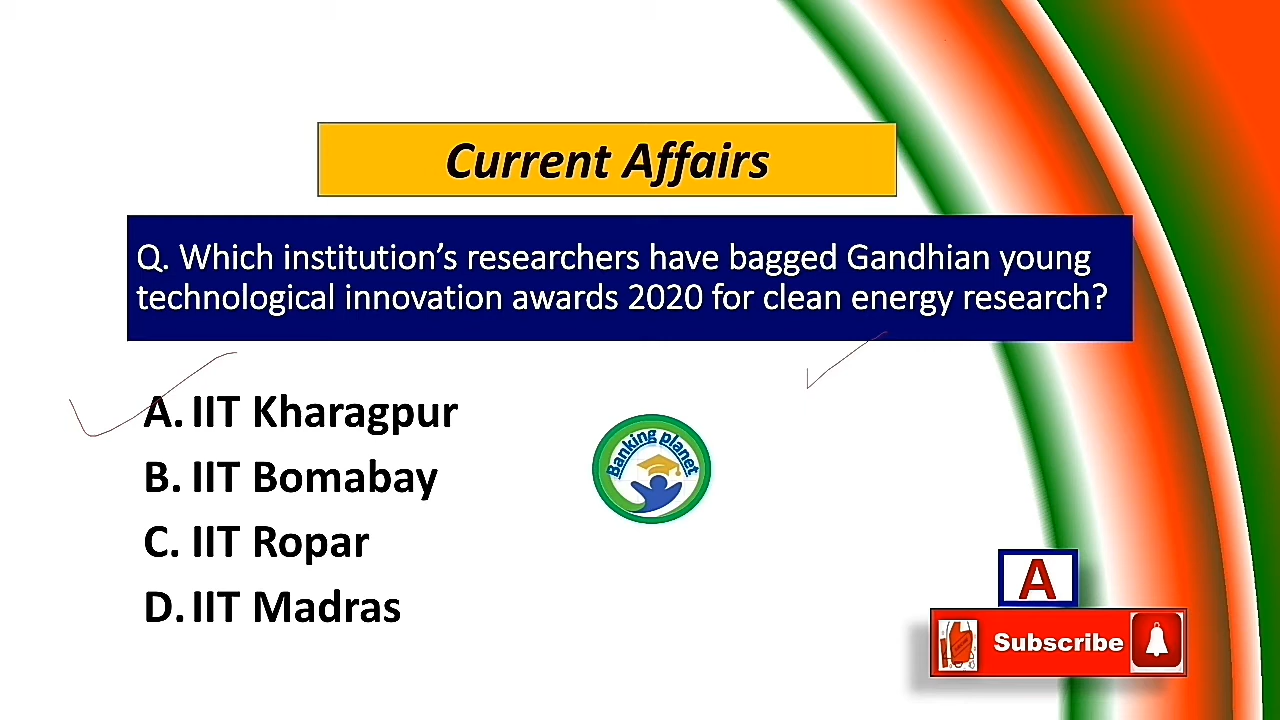 Current Affairs
Q. Which institution's researchers have bagged Gandhian young
technological innovation awards 2020 for clean energy research?
A. IIT Kharagpur
B. IIT Bomabay
C. IIT Ropar
D. IIT Madras
Banking planet
A
Subscribe